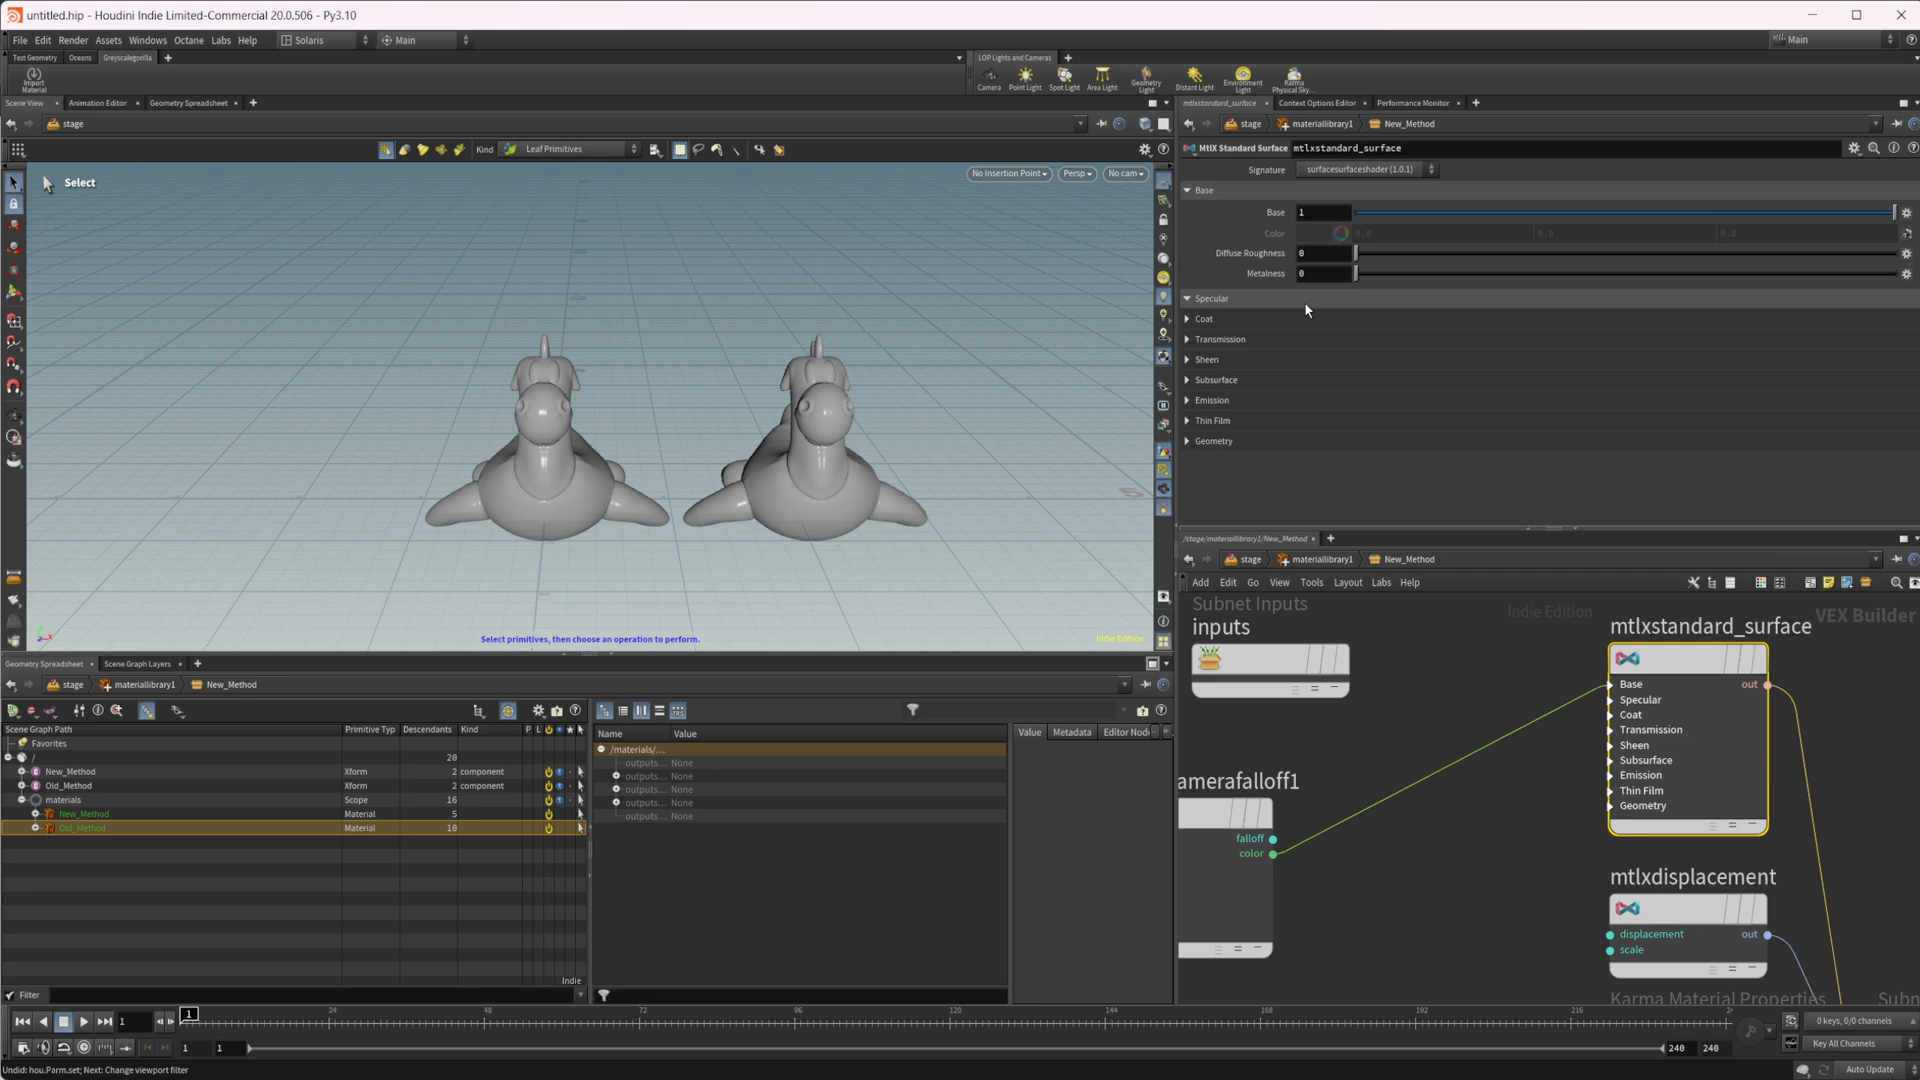 untitled.hip - Houdini Indie Limited-Commercial 20.0.506 - Py3.10
File Edit Render Assets Windows Octane Labs Help Solaris Main Main
Test Geometry Oceans Greyscalegorilla
Import Material
LOP Lights and Cameras
Camera Point Light Spot Light Area Light Geometry Light Distant Light Environment Light Karma Physical Sky...
Scene View Animation Editor Geometry Spreadsheet
stage
Kind Leaf Primitives
Select
No Insertion Point Persp No cam
Select primitives, then choose an operation to perform.
Indie Edition
mtlxstandard_surface Context Options Editor Performance Monitor
stage materiallibrary1 New_Method
MtlX Standard Surface mtlxstandard_surface
Signature surfacesurfaceshader (1.0.1)
Base
Base 1
Color 0.8 0.8 0.8
Diffuse Roughness 0
Metalness 0
Specular
Coat
Transmission
Sheen
Subsurface
Emission
Thin Film
Geometry
/stage/materiallibrary1/New_Method
stage materiallibrary1 New_Method
Add Edit Go View Tools Layout Labs Help
Subnet Inputs
inputs
Indie Edition
VEX Builder
mtlxstandard_surface
Base out
Specular
Coat
Transmission
Sheen
Subsurface
Emission
Thin Film
Geometry
amerafalloff1
falloff
color
mtlxdisplacement
displacement out
scale
Karma Material Properties Subn
Geometry Spreadsheet Scene Graph Layers
stage materiallibrary1 New_Method
Scene Graph Path Primitive Typ Descendants Kind P L
Favorites
/ 20
New_Method Xform 2 component
Old_Method Xform 2 component
materials Scope 16
New_Method Material 5
Old_Method Material 10
Indie
Filter
Name Value
/materials/...
outputs... None
outputs... None
outputs... None
outputs... None
outputs... None
Value Metadata Editor Node
1 1 24 48 72 96 120 144 168 192 216
0 keys, 0/0 channels
1 1 240 240
Key All Channels
Undid: hou.Parm.set; Next: Change viewport filter
Auto Update